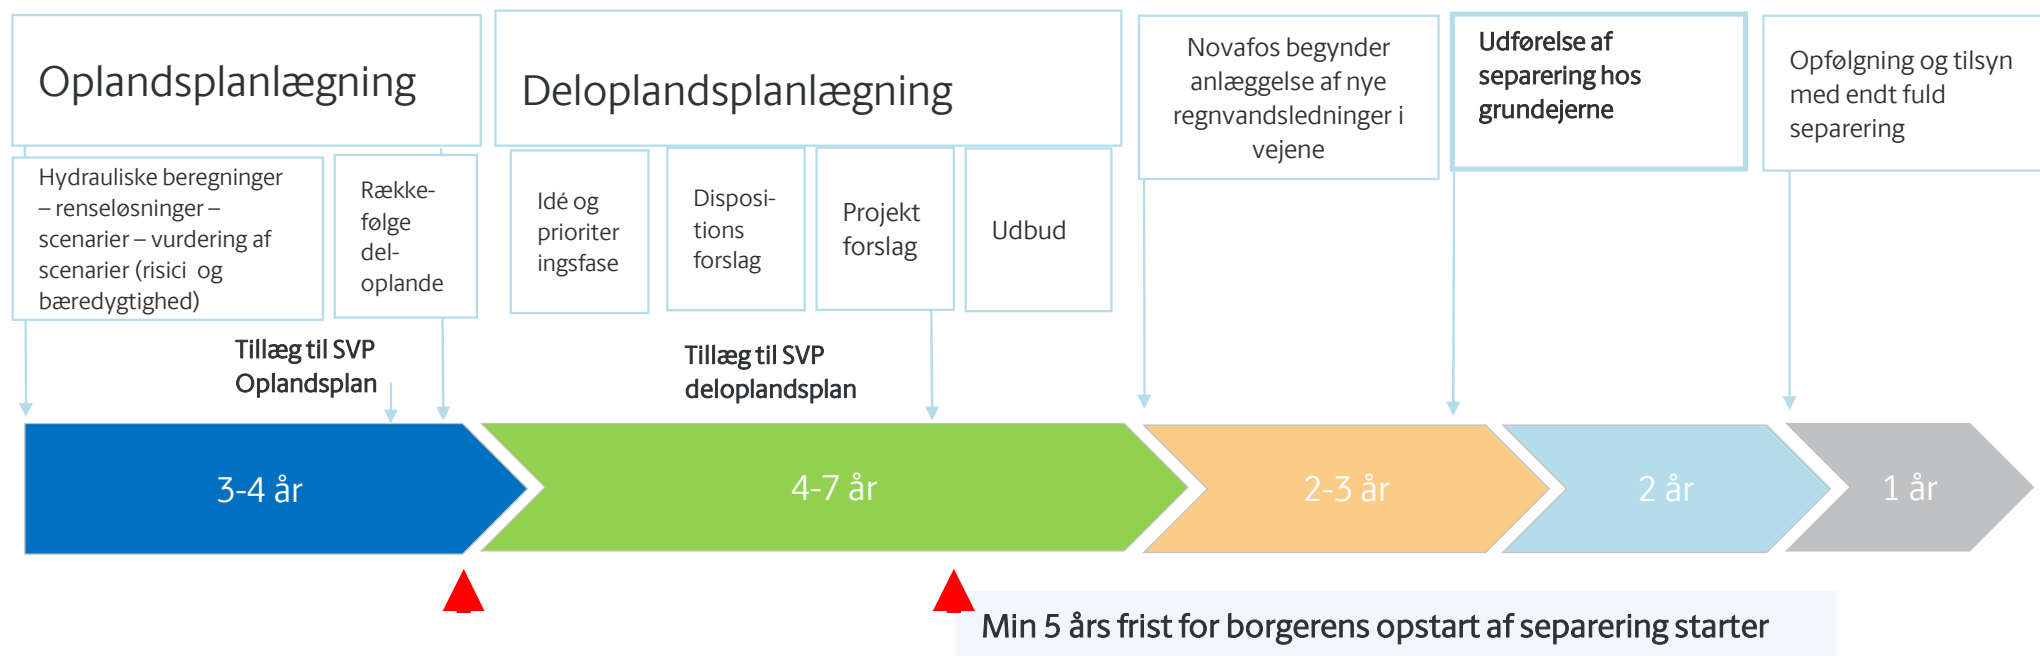 Oplandsplanlægning
Deloplandsplanlægning
Novafos begynder
anlæggelse af nye
regnvandsledninger i
vejene
Udførelse af
separering hos
grundejerne
Opfølgning og tilsyn
med endt fuld
separering
Hydrauliske beregninger
– renseløsninger –
scenarier – vurdering af
scenarier (risici og
bæredygtighed)
Række-
følge
del-
oplande
Idé og
prioriter
ingsfase
Disposi-
tions
forslag
Projekt
forslag
Udbud
Tillæg til SVP
Oplandsplan
Tillæg til SVP
deloplandsplan
3-4 år
4-7 år
2-3 år
2 år
1 år
Min 5 års frist for borgerens opstart af separering starter